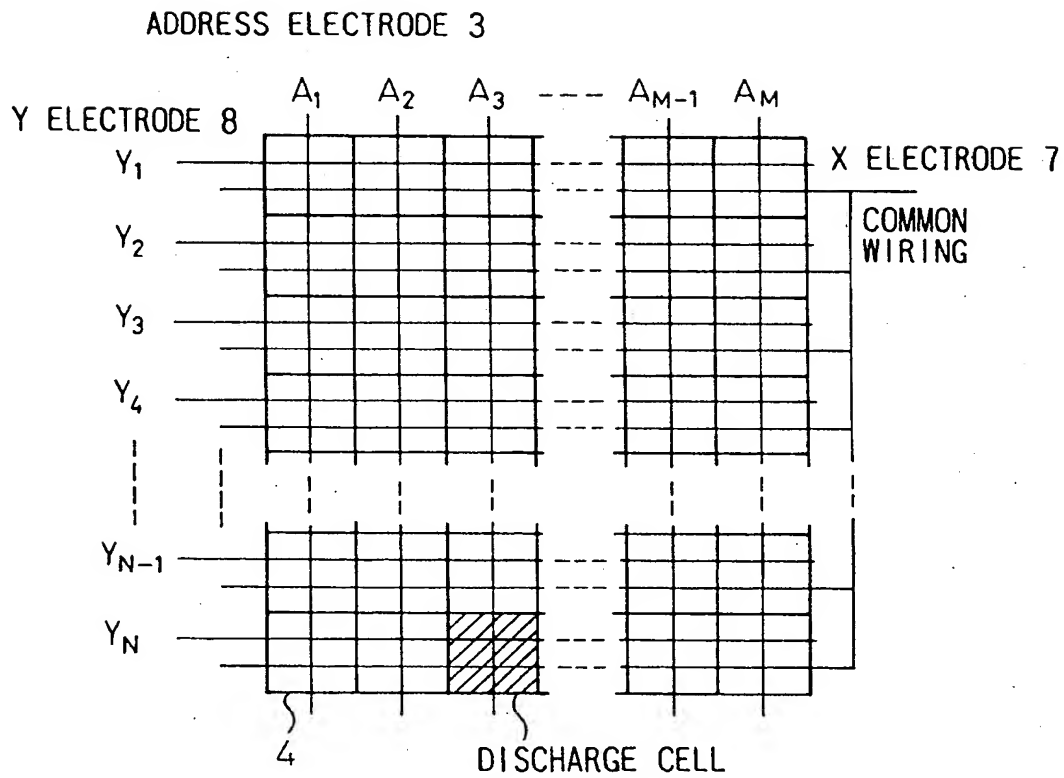 ADDRESS ELECTRODE 3
A1 A2 A3 AM-1 AM
Y ELECTRODE 8
Y1
X ELECTRODE 7
COMMON
WIRING
Y2
Y3
Y4
YN-1
YN
4
DISCHARGE CELL